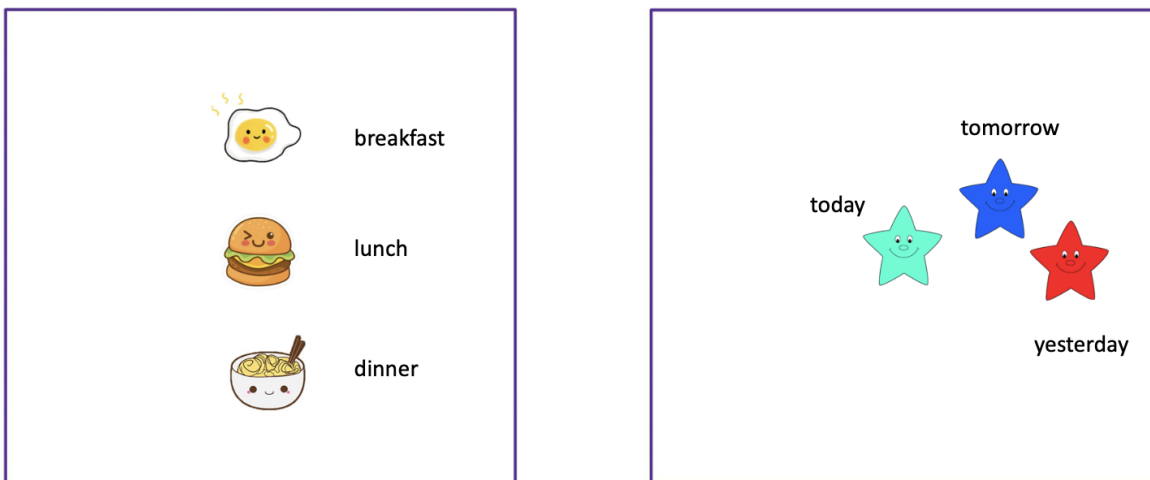 breakfast
lunch
dinner
tomorrow
today
yesterday